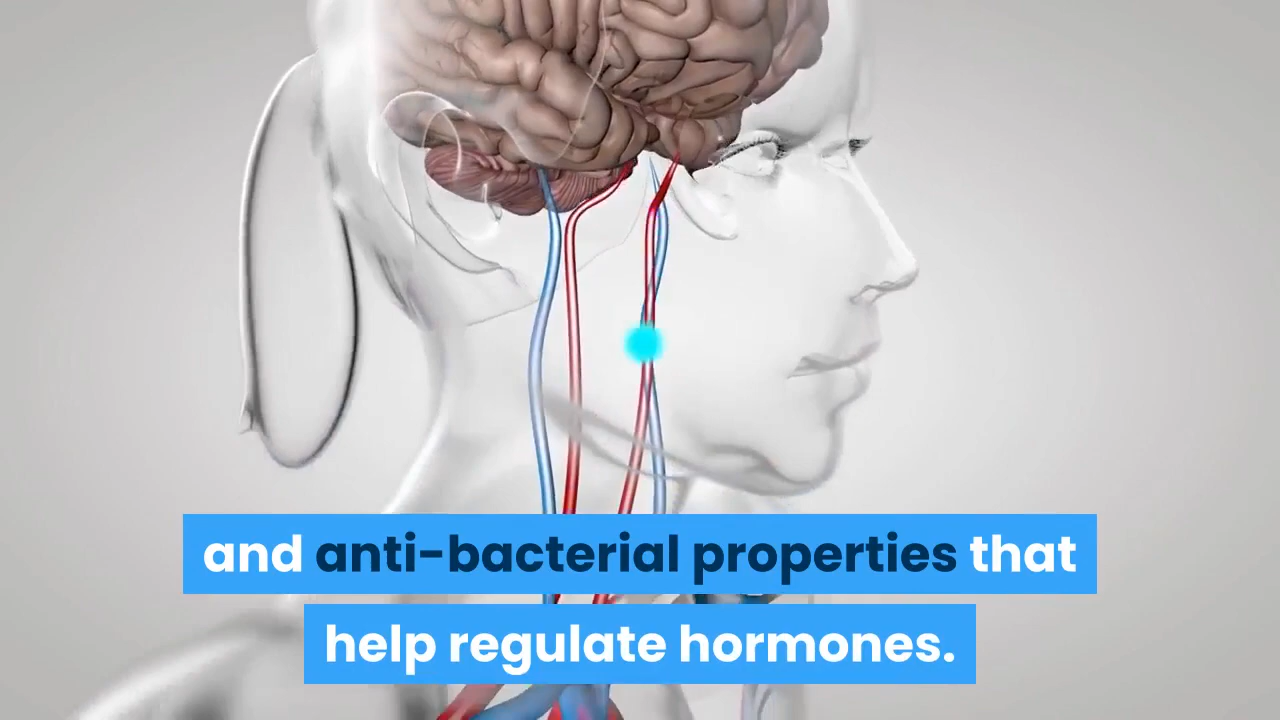 and anti-bacterial properties that
help regulate hormones.